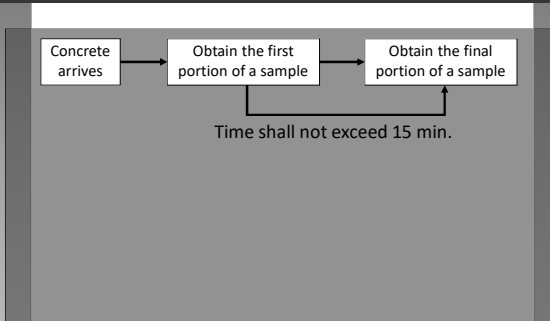 Concrete
arrives
Obtain the first
portion of a sample
Obtain the final
portion of a sample
Time shall not exceed 15 min.